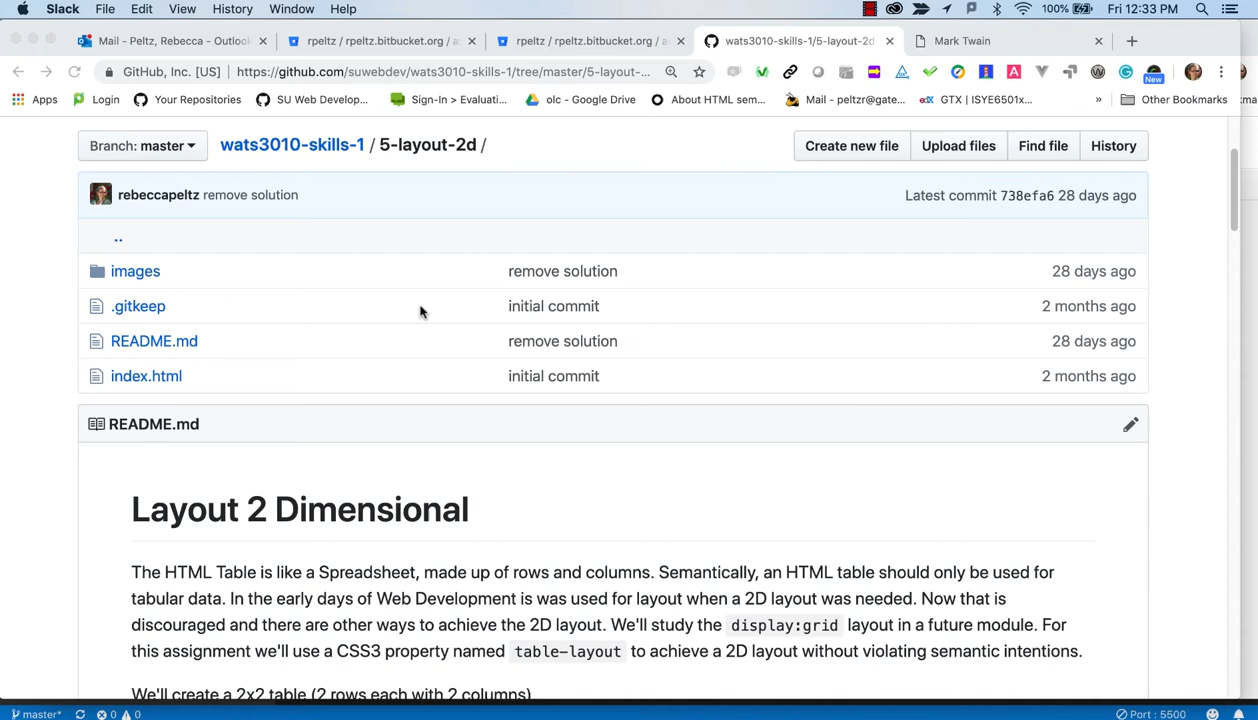 Slack File Edit View History Window Help 100% Fri 12:33 PM
Mail - Peltz, Rebecca - Outloo rpeltz / rpeltz.bitbucket.org / as rpeltz / rpeltz.bitbucket.org / as wats3010-skills-1/5-layout-2d Mark Twain
GitHub, Inc. [US] https://github.com/suwebdev/wats3010-skills-1/tree/master/5-layout-... New
Apps Login Your Repositories SU Web Develop... Sign-In > Evaluati... olc - Google Drive About HTML sem... Mail - peltzr@gate... GTX | ISYE6501x... » Other Bookmarks
Branch: master wats3010-skills-1 / 5-layout-2d / Create new file Upload files Find file History
rebeccapeltz remove solution Latest commit 738efa6 28 days ago
..
images remove solution 28 days ago
.gitkeep initial commit 2 months ago
README.md remove solution 28 days ago
index.html initial commit 2 months ago
README.md
Layout 2 Dimensional
The HTML Table is like a Spreadsheet, made up of rows and columns. Semantically, an HTML table should only be used for
tabular data. In the early days of Web Development is was used for layout when a 2D layout was needed. Now that is
discouraged and there are other ways to achieve the 2D layout. We'll study the display:grid layout in a future module. For
this assignment we'll use a CSS3 property named table-layout to achieve a 2D layout without violating semantic intentions.
We'll create a 2x2 table (2 rows each with 2 columns)
master* 0 0 Port : 5500